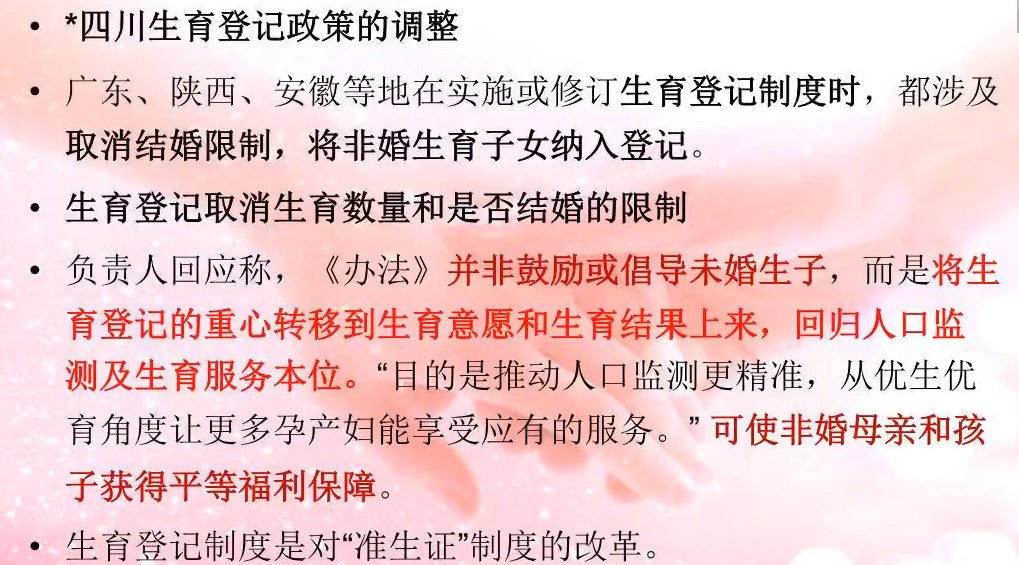 • *四川生育登记政策的调整
• 广东、陕西、安徽等地在实施或修订生育登记制度时，都涉及
取消结婚限制，将非婚生育子女纳入登记。
• 生育登记取消生育数量和是否结婚的限制
• 负责人回应称，《办法》并非鼓励或倡导未婚生子，而是将生
育登记的重心转移到生育意愿和生育结果上来，回归人口监
测及生育服务本位。“目的是推动人口监测更精准，从优生优
育角度让更多孕产妇能享受应有的服务。”可使非婚母亲和孩
子获得平等福利保障。
• 生育登记制度是对“准生证”制度的改革。